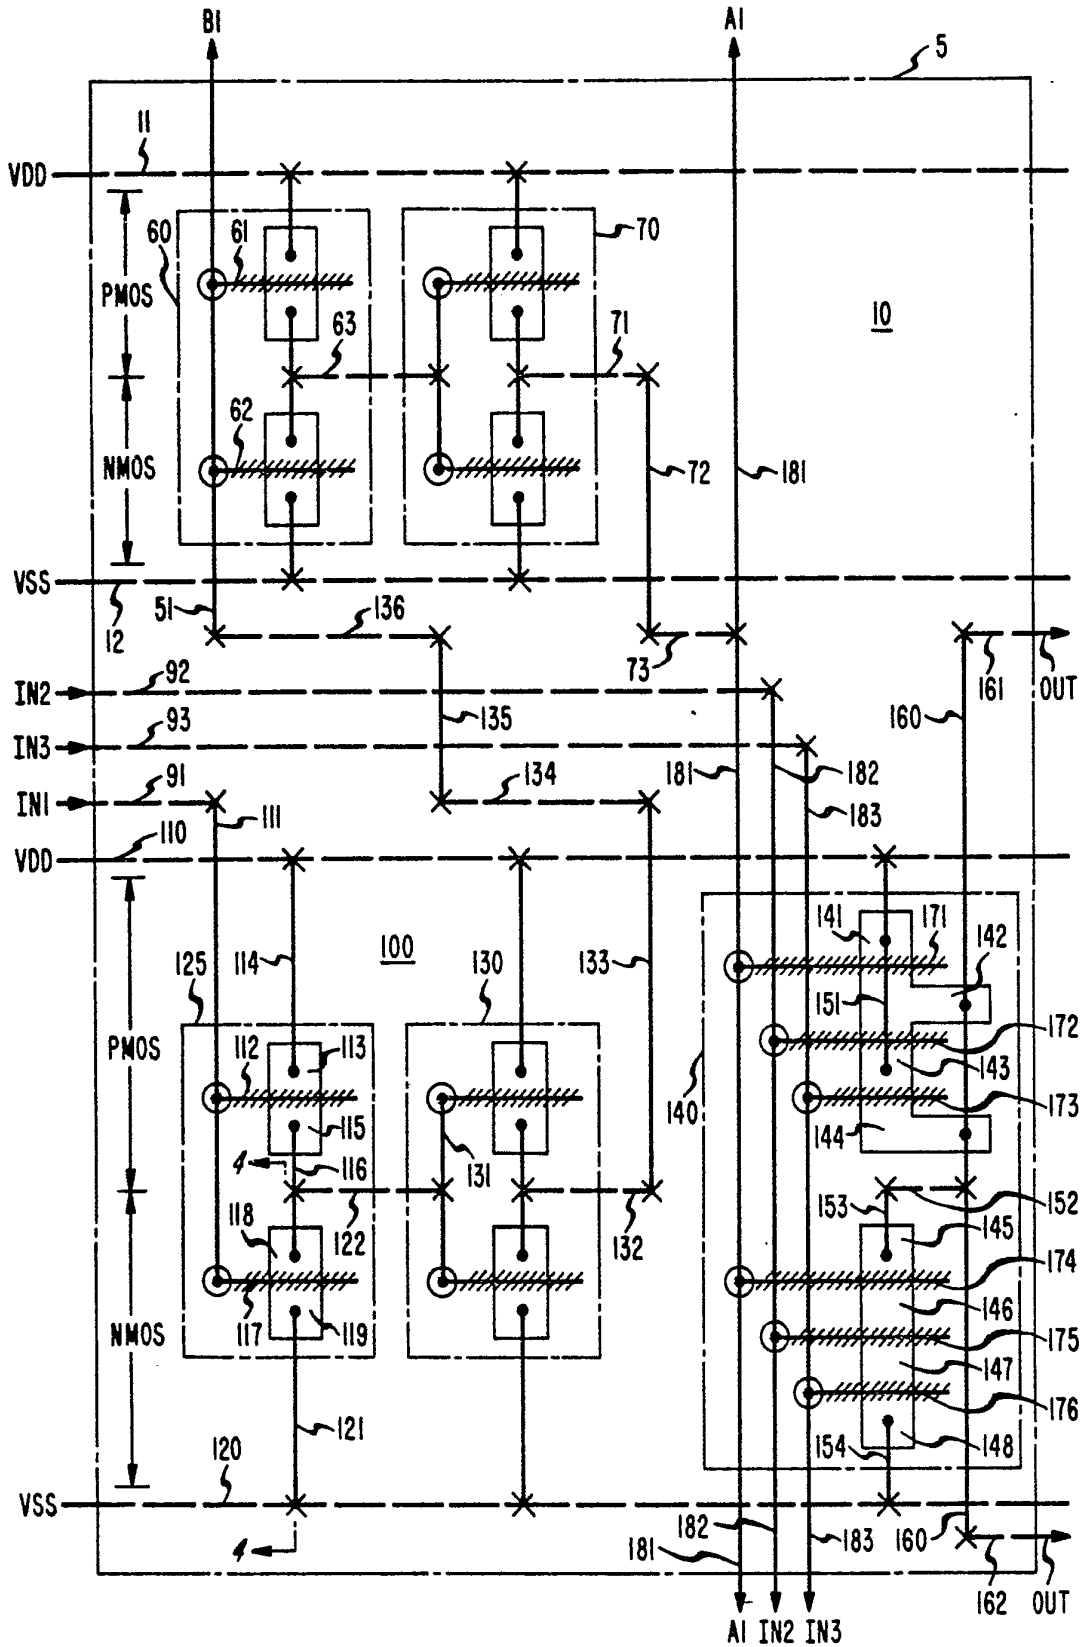 B1 A1
5
11
VDD
60 61 70
PMOS
63 71 10
62
NMOS
72 181
VSS
12 51 136
73 161 OUT
92
IN2
135 160
93
IN3
181 182
91 134
IN1
111 183
110
VDD
141 171
142
125 114 100 130 133
151
PMOS 112 113 172
140 143
173
115 144
4 116 131
153 152
118 122 132 145
174
146
117 119 175
NMOS
147
176
121 154 148
120
VSS
182 183 160
4 181
162 OUT
A1 IN2 IN3